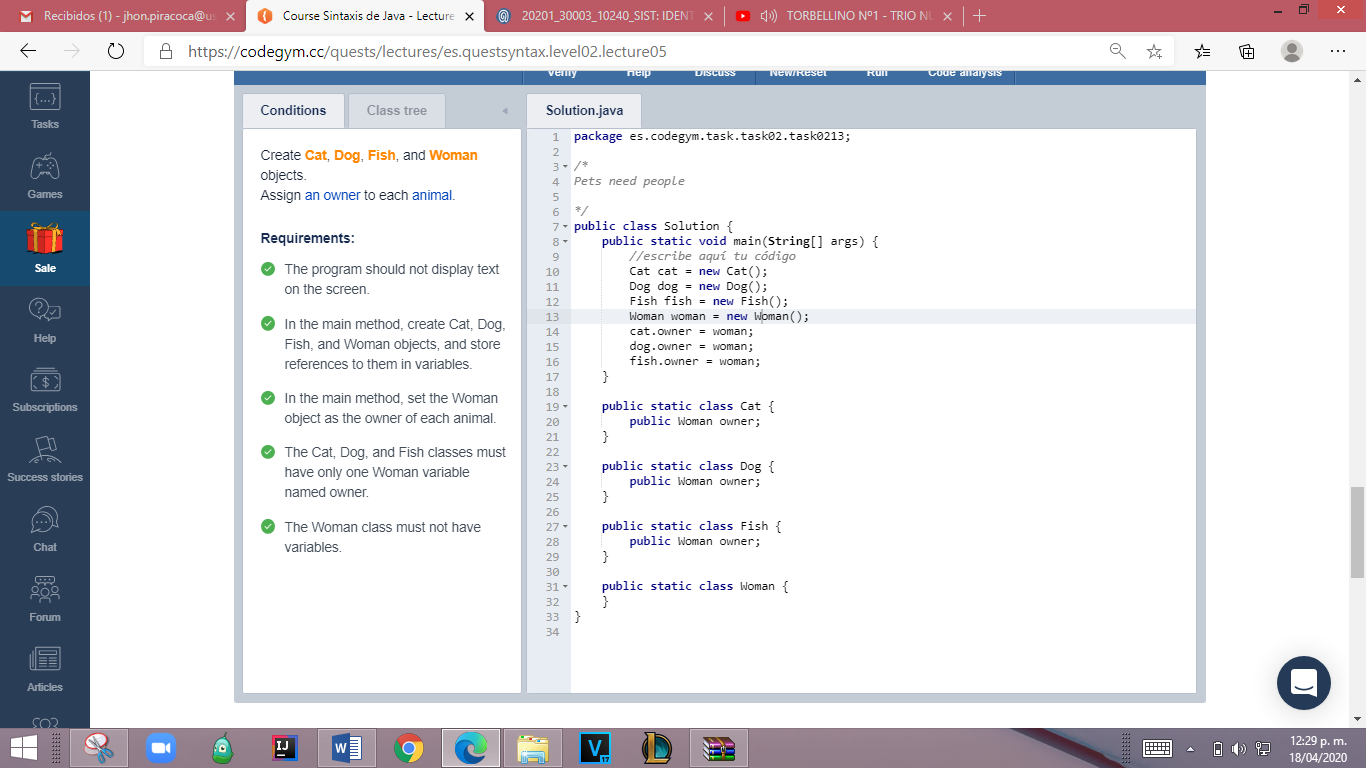 Recibidos (1) - jhon.piracoca@us
Course Sintaxis de Java - Lecture
20201_30003_10240_SIST: IDENT
TORBELLINO Nº1 - TRIO NU
https://codegym.cc/quests/lectures/es.questsyntax.level02.lecture05
Verify Help Discuss New/Reset Run Code analysis
Tasks
Games
Sale
Help
Subscriptions
Success stories
Chat
Forum
Articles
Conditions Class tree
Create Cat, Dog, Fish, and Woman
objects.
Assign an owner to each animal.
Requirements:
The program should not display text
on the screen.
In the main method, create Cat, Dog,
Fish, and Woman objects, and store
references to them in variables.
In the main method, set the Woman
object as the owner of each animal.
The Cat, Dog, and Fish classes must
have only one Woman variable
named owner.
The Woman class must not have
variables.
Solution.java
1 package es.codegym.task.task02.task0213;
2
3 /*
4 Pets need people
5
6 */
7 public class Solution {
8 public static void main(String[] args) {
9 //escribe aquí tu código
10 Cat cat = new Cat();
11 Dog dog = new Dog();
12 Fish fish = new Fish();
13 Woman woman = new Woman();
14 cat.owner = woman;
15 dog.owner = woman;
16 fish.owner = woman;
17 }
18
19 public static class Cat {
20 public Woman owner;
21 }
22
23 public static class Dog {
24 public Woman owner;
25 }
26
27 public static class Fish {
28 public Woman owner;
29 }
30
31 public static class Woman {
32 }
33 }
34
IJ
W
V
17
12:29 p. m.
18/04/2020